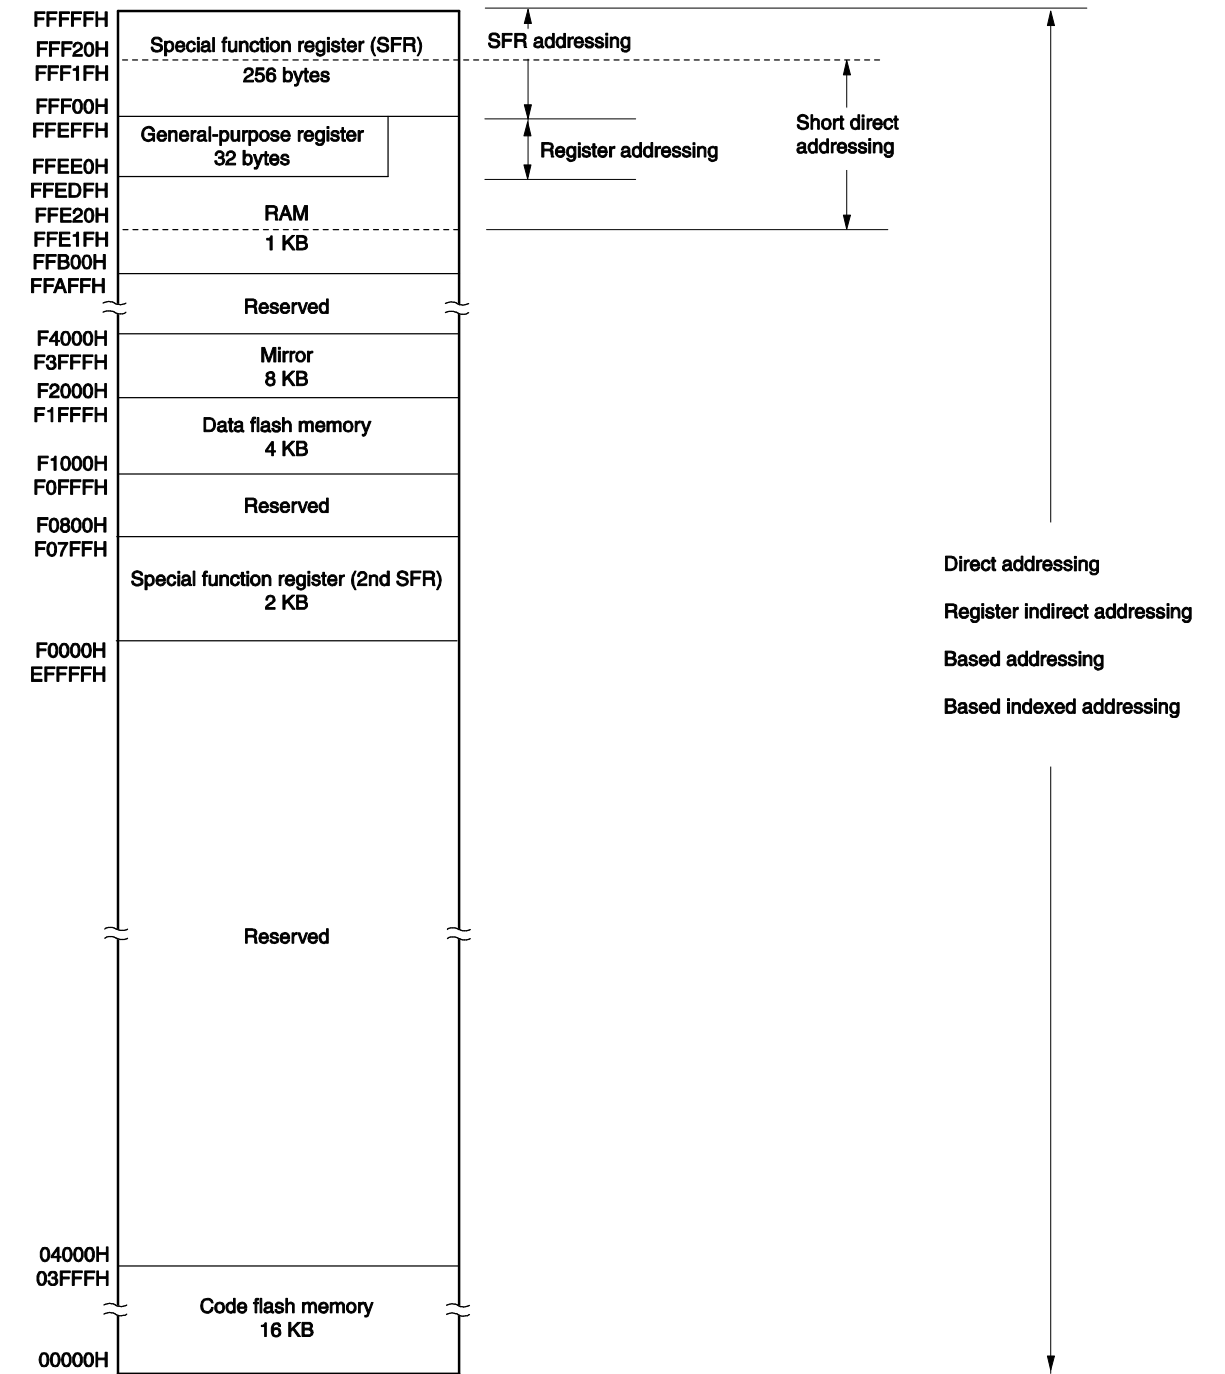 FFFFFH
SFR addressing
FFF20H
Special function register (SFR)
256 bytes
FFF1FH
FFF00H
FFEFFH
General-purpose register
32 bytes
Register addressing
Short direct
addressing
FFEE0H
FFEDFH
FFE20H
RAM
1 KB
FFE1FH
FFB00H
FFAFFH
Reserved
F4000H
F3FFFH
Mirror
8 KB
F2000H
F1FFFH
Data flash memory
4 KB
F1000H
F0FFFH
Reserved
F0800H
F07FFH
Special function register (2nd SFR)
2 KB
Direct addressing
Register indirect addressing
Based addressing
Based indexed addressing
F0000H
EFFFFH
Reserved
04000H
03FFFH
Code flash memory
16 KB
00000H